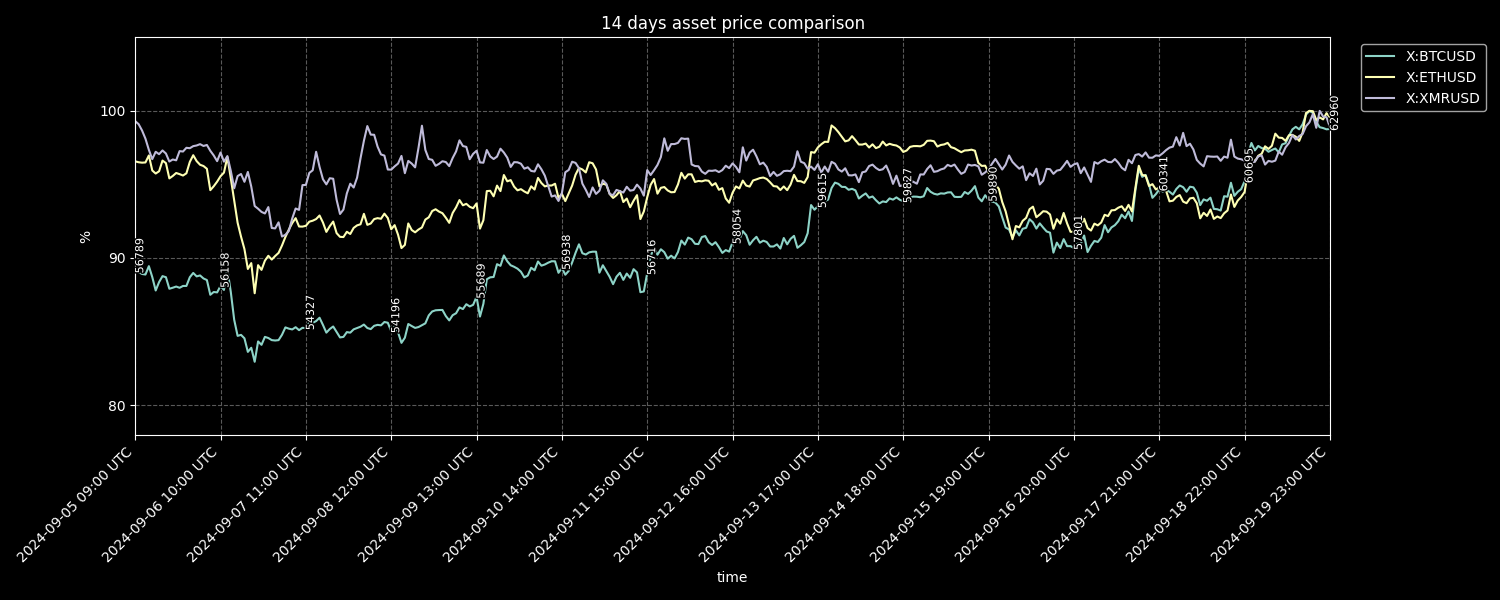 14 days asset price comparison
X:BTCUSD
X:ETHUSD
X:XMRUSD
100
90
80
%
56789
56158
54327
54196
55689
56938
56716
58054
59615
59827
59890
57801
60341
60695
62960
2024-09-05 09:00 UTC
2024-09-06 10:00 UTC
2024-09-07 11:00 UTC
2024-09-08 12:00 UTC
2024-09-09 13:00 UTC
2024-09-10 14:00 UTC
2024-09-11 15:00 UTC
2024-09-12 16:00 UTC
2024-09-13 17:00 UTC
2024-09-14 18:00 UTC
2024-09-15 19:00 UTC
2024-09-16 20:00 UTC
2024-09-17 21:00 UTC
2024-09-18 22:00 UTC
2024-09-19 23:00 UTC
time